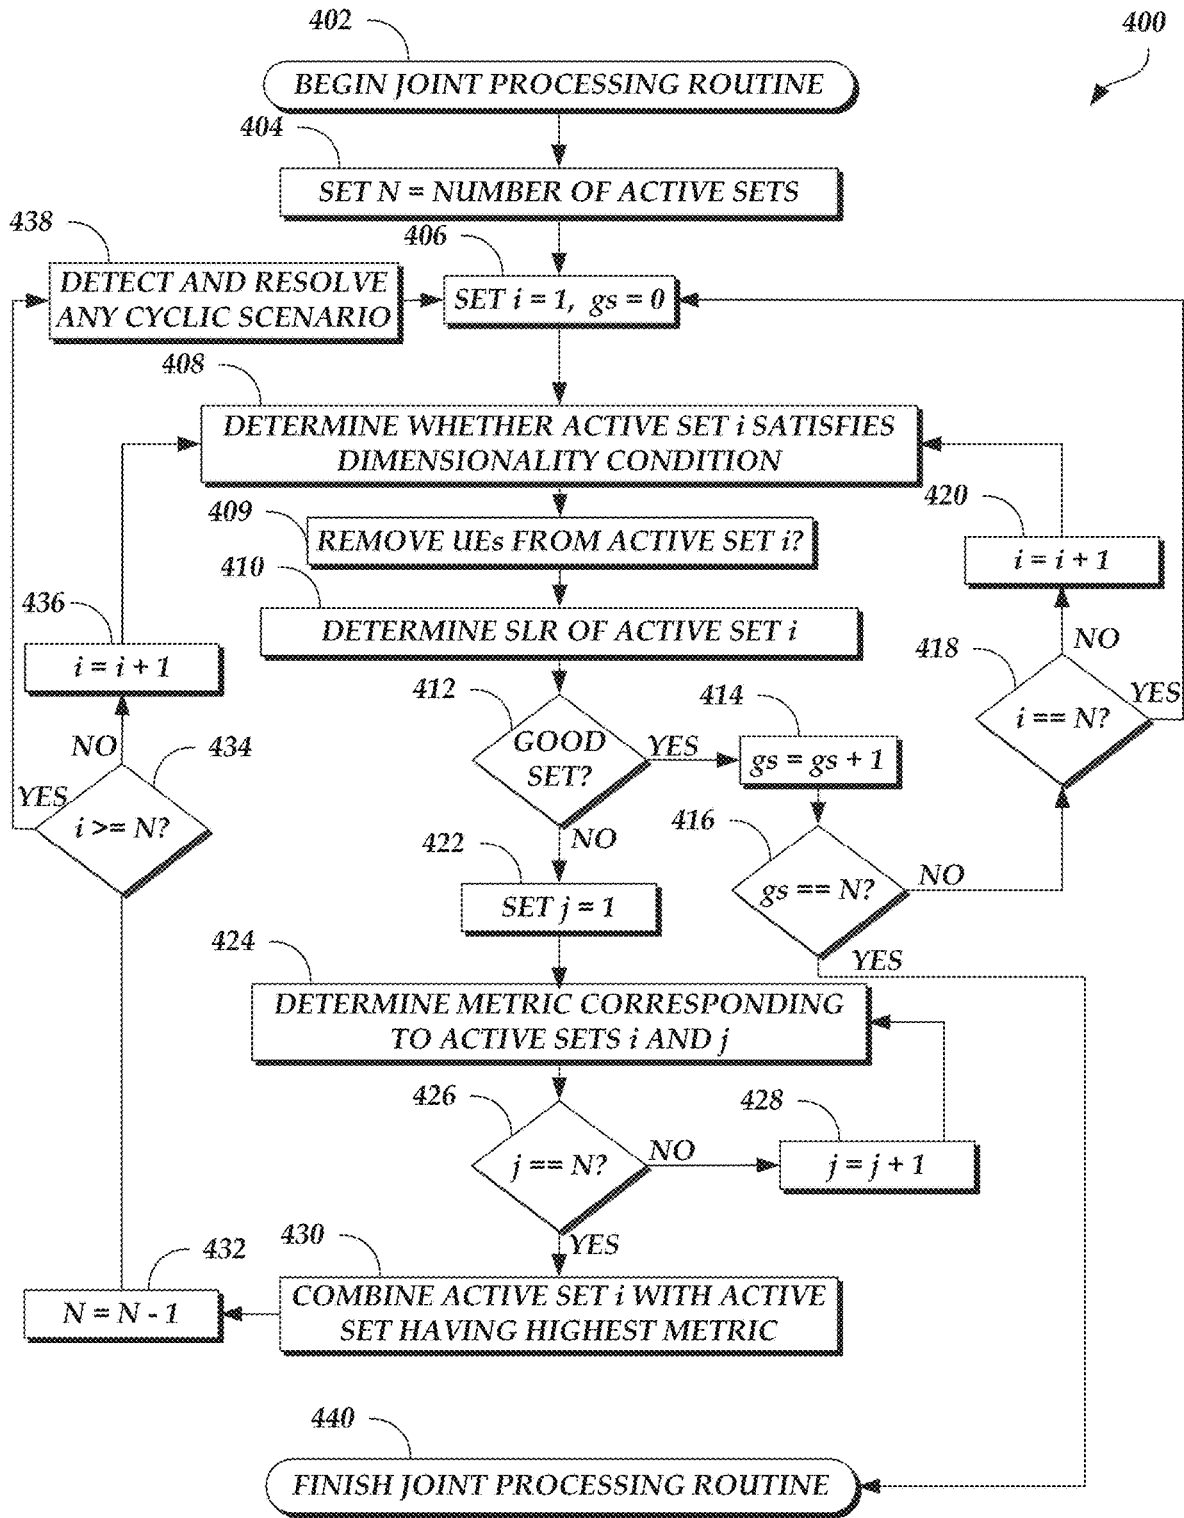 402
400
BEGIN JOINT PROCESSING ROUTINE
404
SET N = NUMBER OF ACTIVE SETS
438
406
DETECT AND RESOLVE
ANY CYCLIC SCENARIO
SET i = 1, gs = 0
408
DETERMINE WHETHER ACTIVE SET i SATISFIES
DIMENSIONALITY CONDITION
420
409
REMOVE UEs FROM ACTIVE SET i?
i = i + 1
410
436
DETERMINE SLR OF ACTIVE SET i
NO
418
i = i + 1
412
414
YES
i == N?
NO
434
GOOD
SET?
YES
gs = gs + 1
YES
i >= N?
416
NO
422
gs == N?
NO
SET j = 1
424
YES
DETERMINE METRIC CORRESPONDING
TO ACTIVE SETS i AND j
426
428
j == N?
NO
j = j + 1
432
430
YES
N = N - 1
COMBINE ACTIVE SET i WITH ACTIVE
SET HAVING HIGHEST METRIC
440
FINISH JOINT PROCESSING ROUTINE